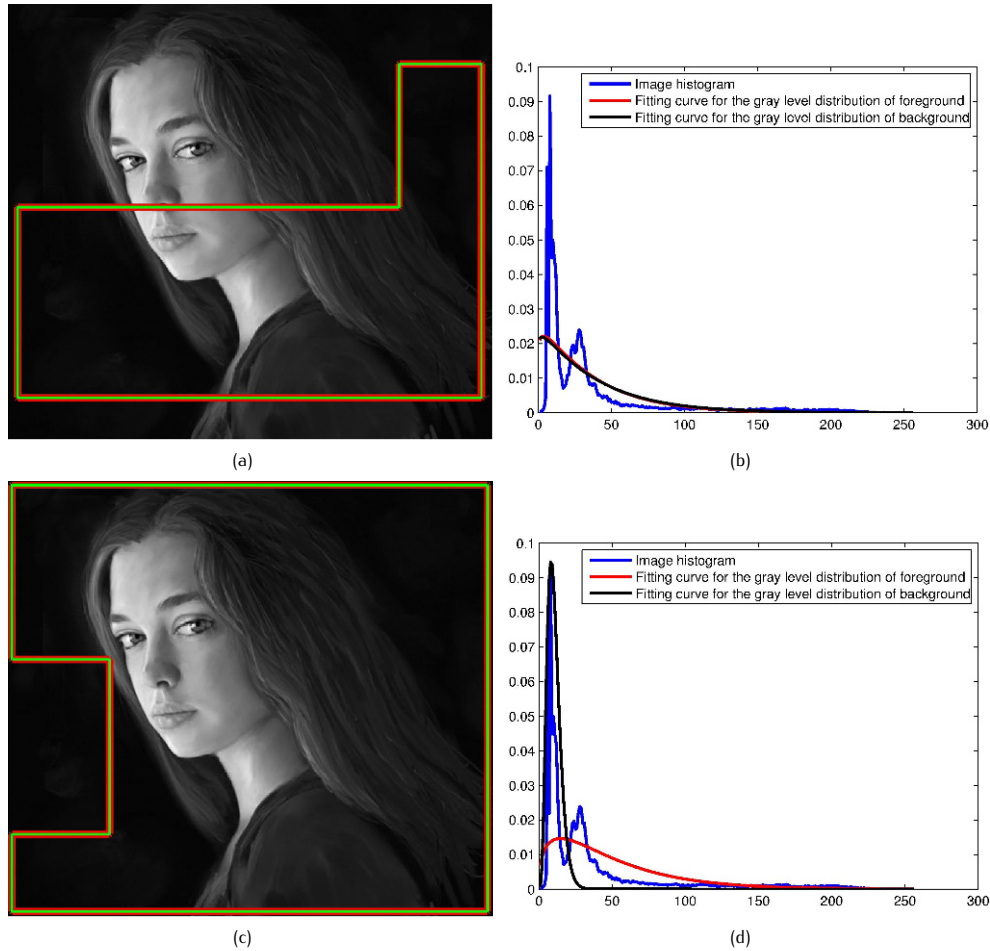 0.1
0.09
0.08
0.07
0.06
0.05
0.04
0.03
0.02
0.01
0
0 50 100 150 200 250 300
Image histogram
Fitting curve for the gray level distribution of foreground
Fitting curve for the gray level distribution of background
(a)
(b)
0.1
0.09
0.08
0.07
0.06
0.05
0.04
0.03
0.02
0.01
0
0 50 100 150 200 250 300
Image histogram
Fitting curve for the gray level distribution of foreground
Fitting curve for the gray level distribution of background
(c)
(d)